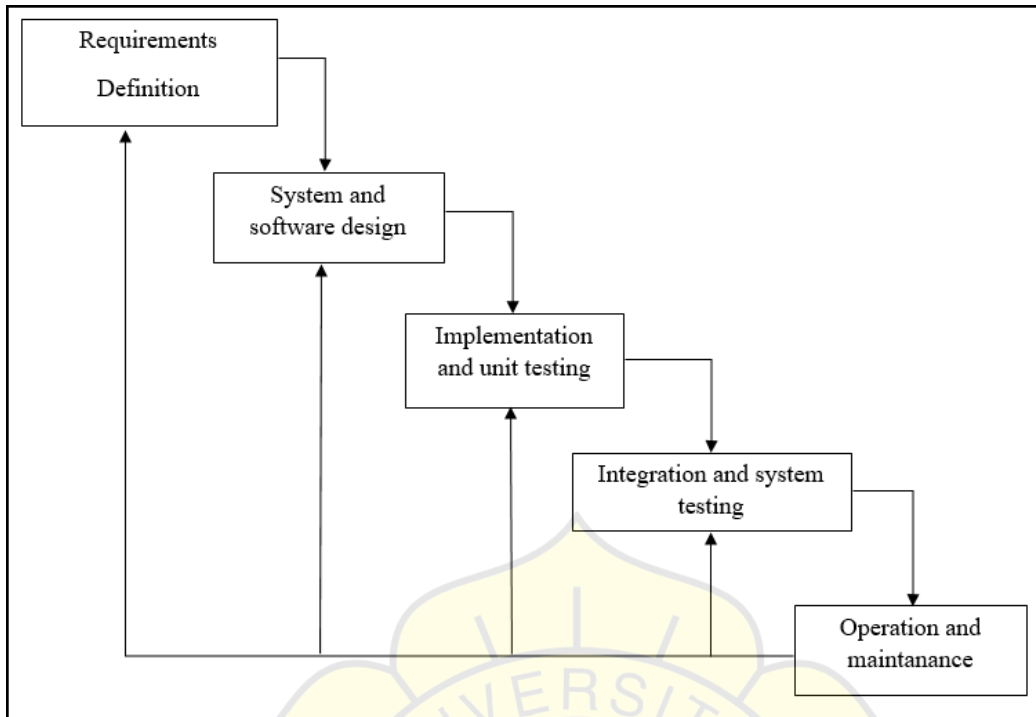 Requirements
Definition
System and
software design
Implementation
and unit testing
Integration and system
testing
Operation and
maintanance